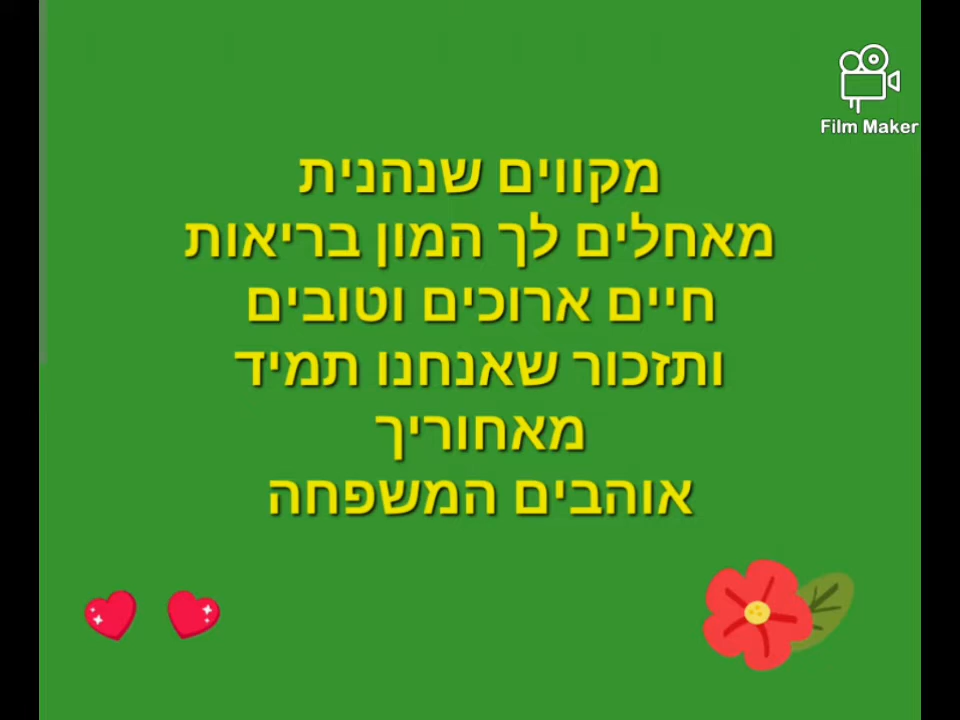 Film Maker
מקווים שנהנית
מאחלים לך המון בריאות
חיים ארוכים וטובים
ותזכור שאנחנו תמיד
מאחוריך
אוהבים המשפחה